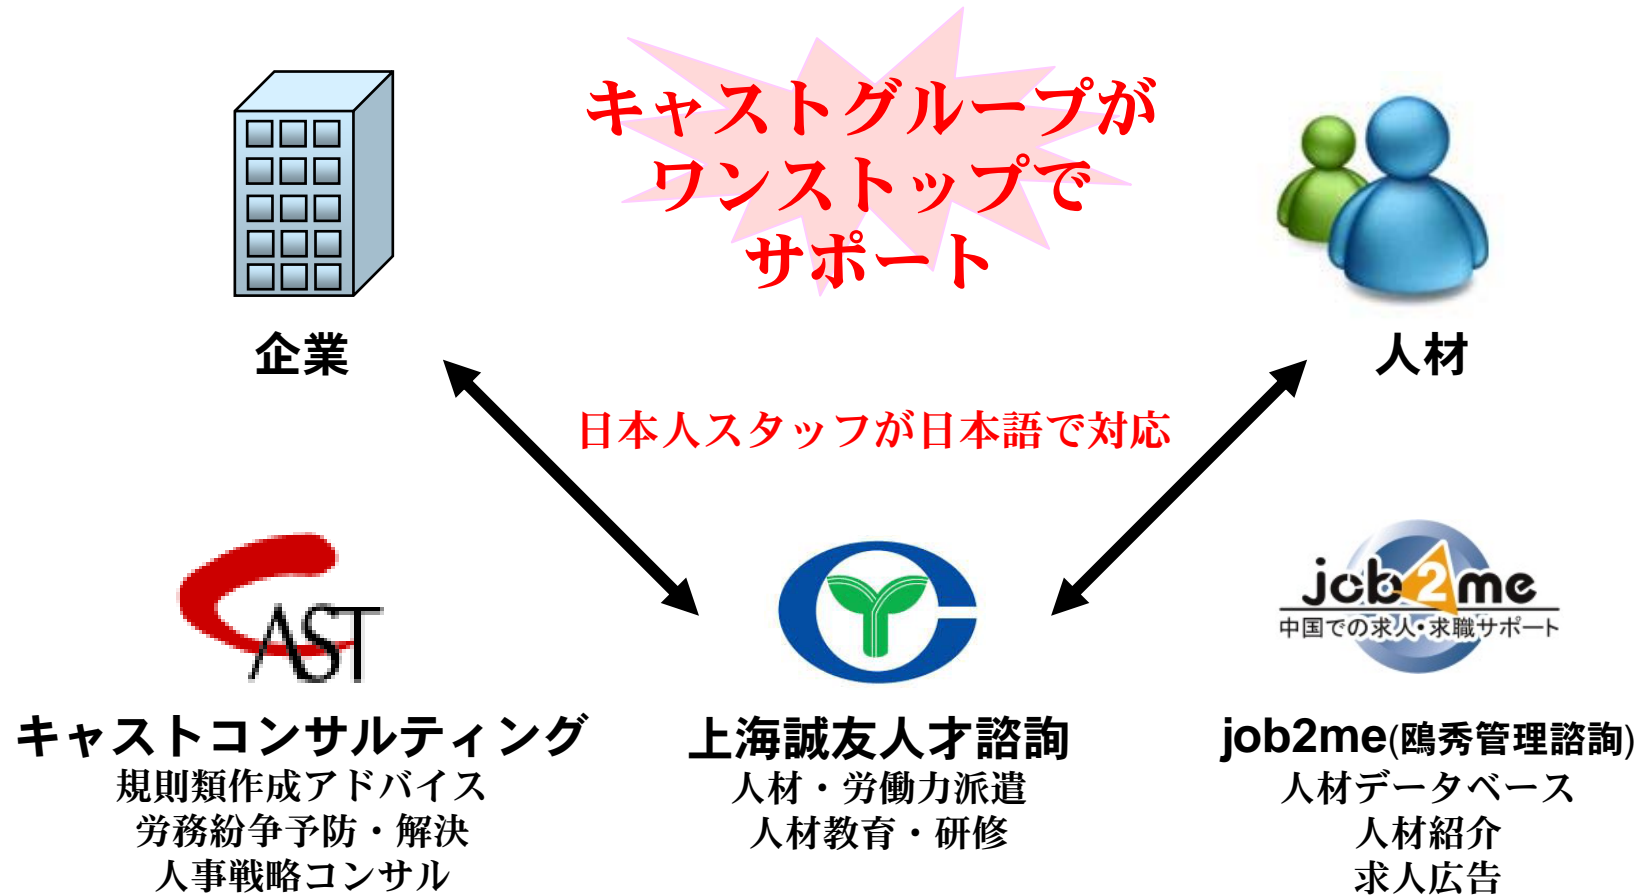 キャストグループが
ワンストップで
サポート
企業
人材
日本人スタッフが日本語で対応
CAST
job2me
中国での求人・求職サポート
キャストコンサルティング
規則類作成アドバイス
労務紛争予防・解決
人事戦略コンサル
上海誠友人才諮詢
人材・労働力派遣
人材教育・研修
job2me(鴎秀管理諮詢)
人材データベース
人材紹介
求人広告